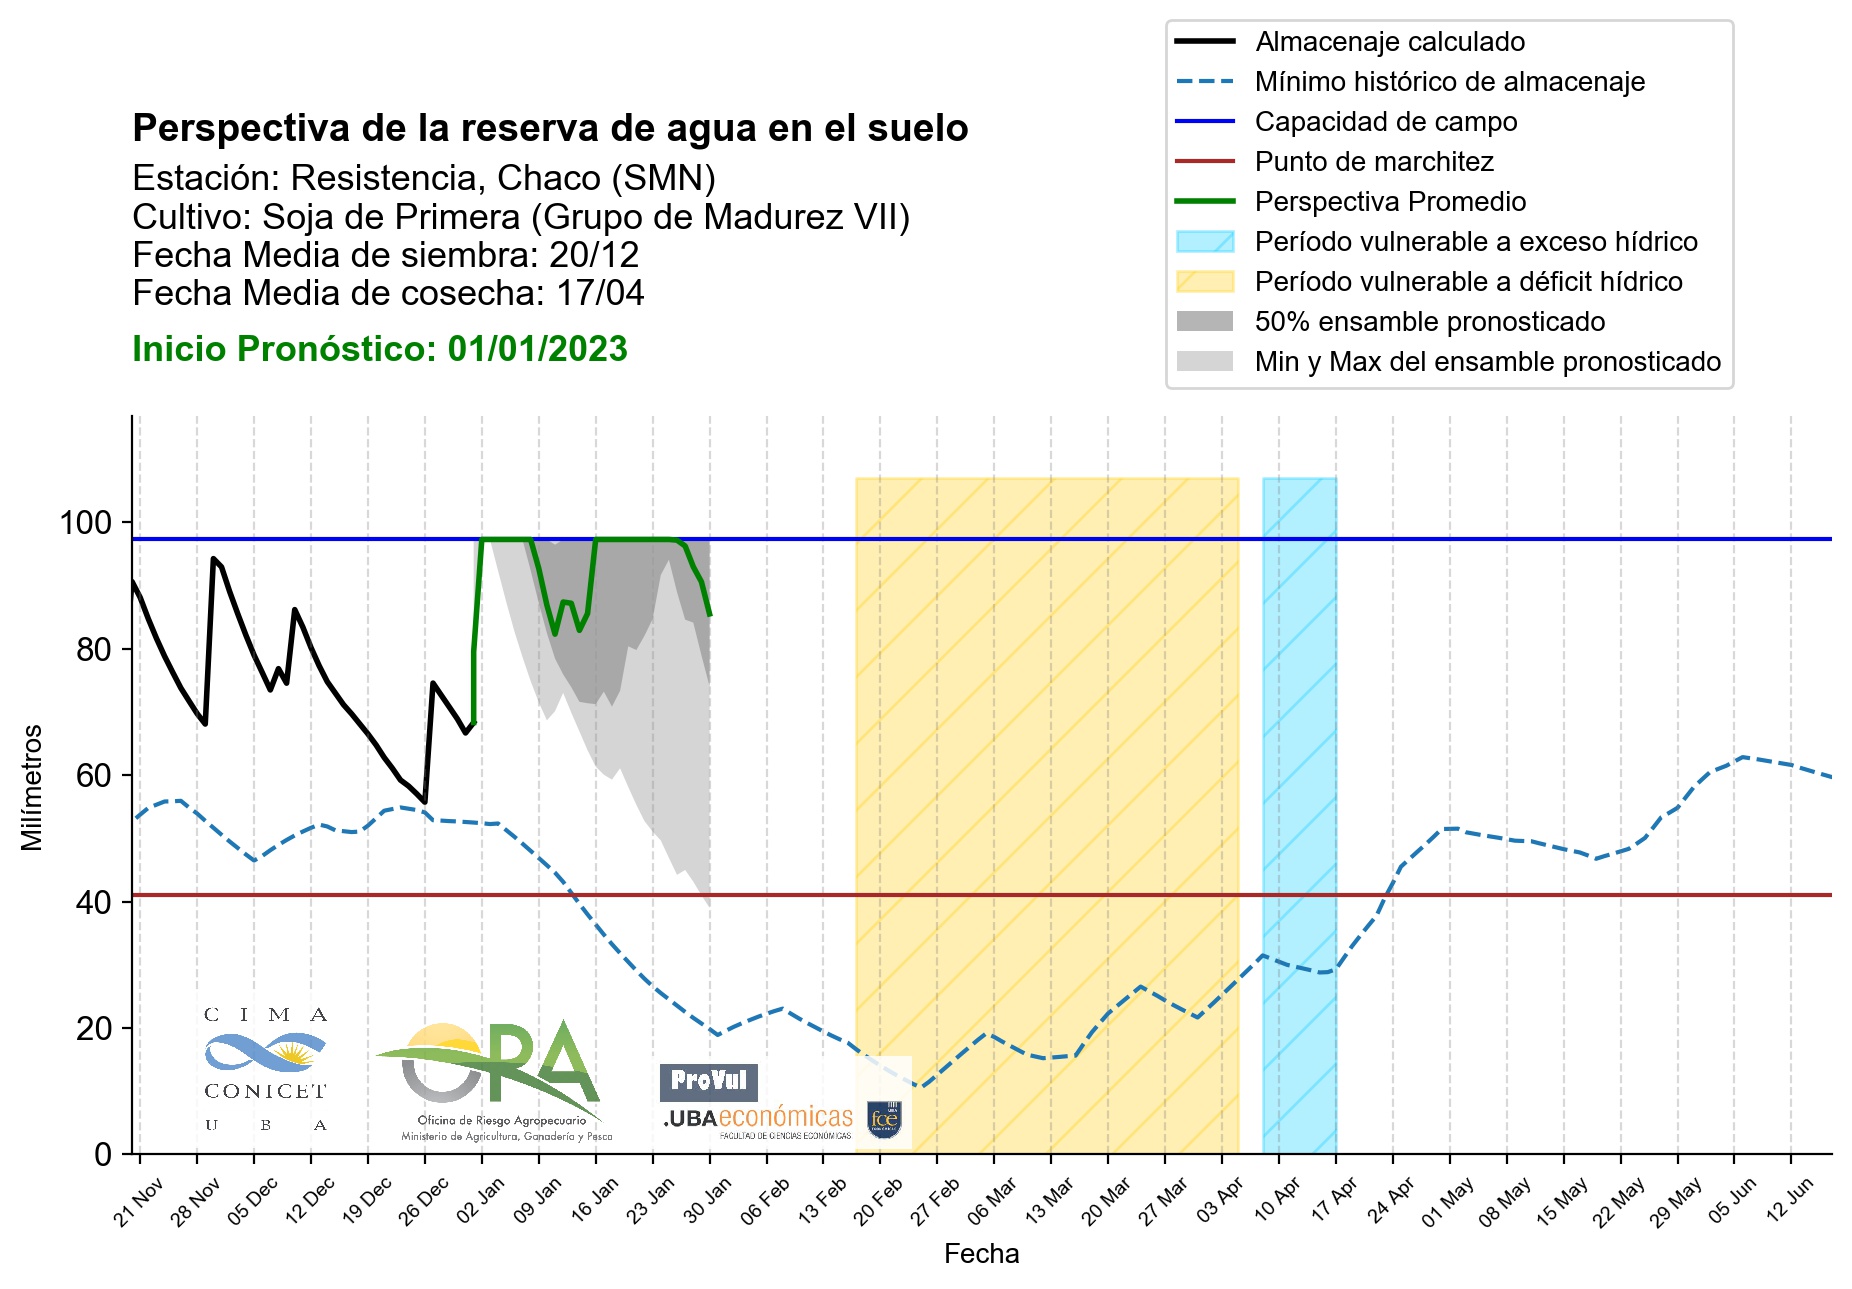 Perspectiva de la reserva de agua en el suelo
Estación: Resistencia, Chaco (SMN)
Cultivo: Soja de Primera (Grupo de Madurez VII)
Fecha Media de siembra: 20/12
Fecha Media de cosecha: 17/04
Inicio Pronóstico: 01/01/2023
Almacenaje calculado
Mínimo histórico de almacenaje
Capacidad de campo
Punto de marchitez
Perspectiva Promedio
Período vulnerable a exceso hídrico
Período vulnerable a déficit hídrico
50% ensamble pronosticado
Min y Max del ensamble pronosticado
Milímetros
100
80
60
40
20
0
CIMA
CONICET
UBA
ORA
Oficina de Riesgo Agropecuario
Ministerio de Agricultura, Ganadería y Pesca
ProVul
.UBAeconómicas
FACULTAD DE CIENCIAS ECONÓMICAS
UBA
fce
21 Nov
28 Nov
05 Dec
12 Dec
19 Dec
26 Dec
02 Jan
09 Jan
16 Jan
23 Jan
30 Jan
06 Feb
13 Feb
20 Feb
27 Feb
06 Mar
13 Mar
20 Mar
27 Mar
03 Apr
10 Apr
17 Apr
24 Apr
01 May
08 May
15 May
22 May
29 May
05 Jun
12 Jun
Fecha